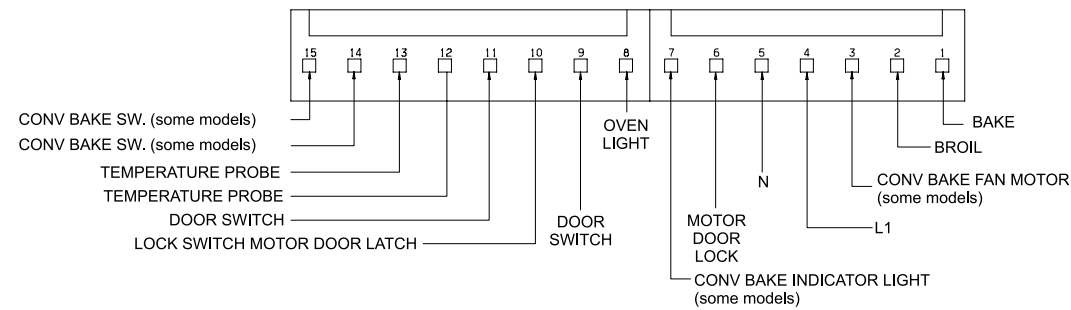 15 14 13 12 11 10 9 8 7 6 5 4 3 2 1
CONV BAKE SW. (some models)
CONV BAKE SW. (some models)
TEMPERATURE PROBE
TEMPERATURE PROBE
DOOR SWITCH
LOCK SWITCH MOTOR DOOR LATCH
DOOR
SWITCH
OVEN
LIGHT
CONV BAKE INDICATOR LIGHT
(some models)
MOTOR
DOOR
LOCK
N
L1
CONV BAKE FAN MOTOR
(some models)
BROIL
BAKE